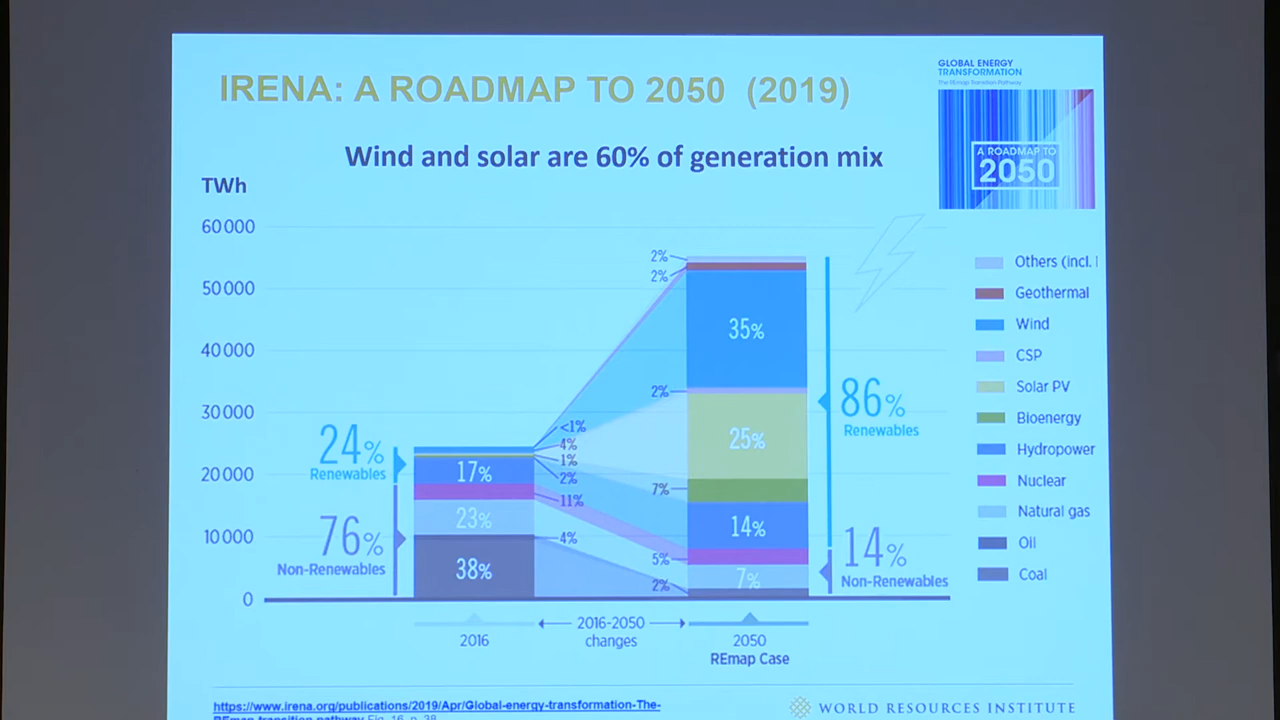 IRENA: A ROADMAP TO 2050 (2019)
GLOBAL ENERGY
TRANSFORMATION
The REmap Transition Pathway
A ROADMAP TO
2050
Wind and solar are 60% of generation mix
TWh
60 000
50 000
40 000
30 000
20 000
10 000
0
24%
Renewables
76%
Non-Renewables
17%
23%
38%
<1%
4%
1%
2%
11%
4%
2%
2%
2%
7%
5%
2%
35%
25%
14%
7%
86%
Renewables
14%
Non-Renewables
Others (incl.
Geothermal
Wind
CSP
Solar PV
Bioenergy
Hydropower
Nuclear
Natural gas
Oil
Coal
2016
2016-2050
changes
2050
REmap Case
https://www.irena.org/publications/2019/Apr/Global-energy-transformation-The-
REmap-transition-pathway Fig. 16, p. 38
WORLD RESOURCES INSTITUTE